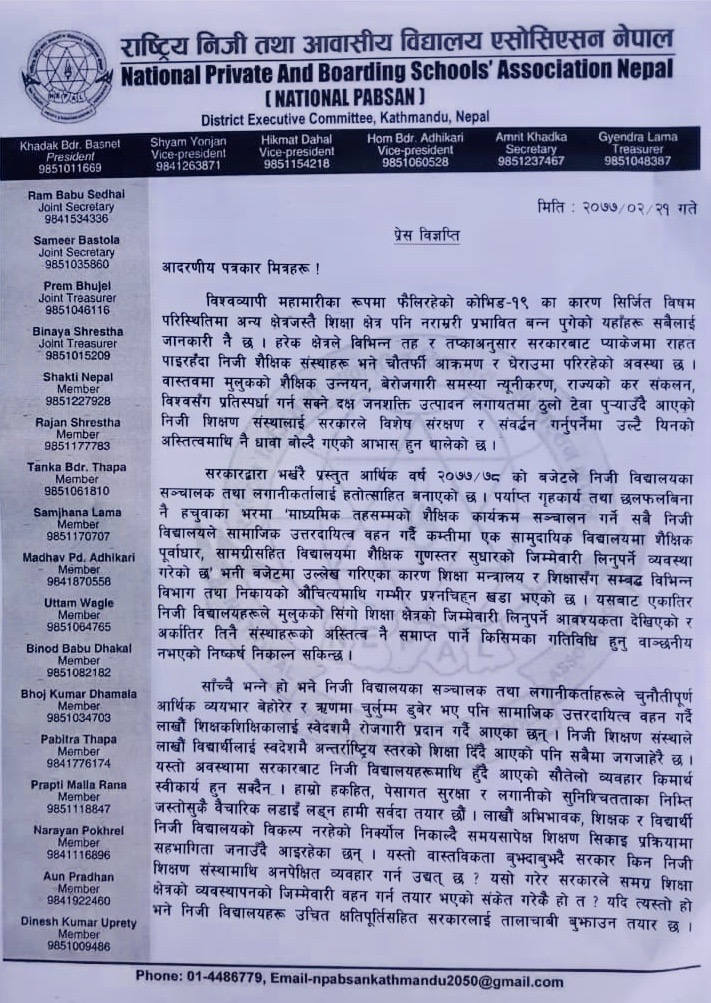 राष्ट्रिय निजी तथा आवासीय विद्यालय एसोसिएसन नेपाल
National Private And Boarding Schools' Association Nepal
( NATIONAL PABSAN )
District Executive Committee, Kathmandu, Nepal
Khadak Bdr. Basnet
President
9851011669
Shyam Yonjan
Vice-president
9841263871
Hikmat Dahal
Vice-president
9851154218
Hom Bdr. Adhikari
Vice-president
9851060528
Amrit Khadka
Secretary
9851237467
Gyendra Lama
Treasurer
9851048387
Ram Babu Sedhai
Joint Secretary
9841534336
Sameer Bastola
Joint Secretary
9851035860
Prem Bhujel
Joint Treasurer
9851046116
Binaya Shrestha
Joint Treasurer
9851015209
Shakti Nepal
Member
9851227928
Rajan Shrestha
Member
9851177783
Tanka Bdr. Thapa
Member
9851061810
Samjhana Lama
Member
9851170707
Madhav Pd. Adhikari
Member
9841870558
Uttam Wagle
Member
9851064765
Binod Babu Dhakal
Member
9851082182
Bhoj Kumar Dhamala
Member
9851034703
Pabitra Thapa
Member
9841776174
Prapti Malla Rana
Member
9851118847
Narayan Pokhrel
Member
9841116896
Aun Pradhan
Member
9841922460
Dinesh Kumar Uprety
Member
9851009486
मिति : २०७७/०२/२१ गते
प्रेस विज्ञप्ति
आदरणीय पत्रकार मित्रहरू !
विश्वव्यापी महामारीका रूपमा फैलिरहेको कोभिड-१९ का कारण सिर्जित विषम
परिस्थितिमा अन्य क्षेत्रजस्तै शिक्षा क्षेत्र पनि नराम्ररी प्रभावित बन्न पुगेको यहाँहरू सबैलाई
जानकारी नै छ । हरेक क्षेत्रले विभिन्न तह र तप्काअनुसार सरकारबाट प्याकेजमा राहत
पाइरहँदा निजी शैक्षिक संस्थाहरू भने चौतर्फी आक्रमण र घेराउमा परिरहेको अवस्था छ ।
वास्तवमा मुलुकको शैक्षिक उन्नयन, बेरोजगारी समस्या न्यूनीकरण, राज्यको कर संकलन,
विश्वसँग प्रतिस्पर्धा गर्न सक्ने दक्ष जनशक्ति उत्पादन लगायतमा ठुलो टेवा पुऱ्याउँदै आएको
निजी शिक्षण संस्थालाई सरकारले विशेष संरक्षण र संवर्द्धन गर्नुपर्नेमा उल्टै यिनको
अस्तित्वमाथि नै धावा बोल्दै गएको आभास हुन थालेको छ ।
सरकारद्वारा भर्खरै प्रस्तुत आर्थिक वर्ष २०७७/७८ को बजेटले निजी विद्यालयका
सञ्चालक तथा लगानीकर्तालाई हतोत्साहित बनाएको छ । पर्याप्त गृहकार्य तथा छलफलबिना
नै हचुवाका भरमा 'माध्यमिक तहसम्मको शैक्षिक कार्यक्रम सञ्चालन गर्ने सबै निजी
विद्यालयले सामाजिक उत्तरदायित्व वहन गर्दै कम्तीमा एक सामुदायिक विद्यालयमा शैक्षिक
पूर्वाधार, सामग्रीसहित विद्यालयमा शैक्षिक गुणस्तर सुधारको जिम्मेवारी लिनुपर्ने व्यवस्था
गरेको छ' भनी बजेटमा उल्लेख गरिएका कारण शिक्षा मन्त्रालय र शिक्षासँग सम्बद्ध विभिन्न
विभाग तथा निकायको औचित्यमाथि गम्भीर प्रश्नचिह्न खडा भएको छ । यसबाट एकातिर
निजी विद्यालयहरूले मुलुकको सिंगो शिक्षा क्षेत्रको जिम्मेवारी लिनुपर्ने आवश्यकता देखिएको र
अर्कातिर तिनै संस्थाहरूको अस्तित्व नै समाप्त पार्ने किसिमका गतिविधि हुनु वाञ्छनीय
नभएको निष्कर्ष निकाल्न सकिन्छ ।
साँच्चै भन्ने हो भने निजी विद्यालयका सञ्चालक तथा लगानीकर्ताहरूले चुनौतीपूर्ण
आर्थिक व्ययभार बेहोरेर र ऋणमा चुर्लुम्म डुबेर भए पनि सामाजिक उत्तरदायित्व वहन गर्दै
लाखौं शिक्षकशिक्षिकालाई स्वदेशमै रोजगारी प्रदान गर्दै आएका छन् । निजी शिक्षण संस्थाले
लाखौं विद्यार्थीलाई स्वदेशमै अन्तर्राष्ट्रिय स्तरको शिक्षा दिँदै आएको पनि सबैमा जगजाहेरै छ ।
यस्तो अवस्थामा सरकारबाट निजी विद्यालयहरूमाथि हुँदै आएको सौतेलो व्यवहार किमार्थ
स्वीकार्य हुन सक्दैन । हाम्रो हकहित, पेसागत सुरक्षा र लगानीको सुनिश्चितताका निम्ति
जस्तोसुकै वैचारिक लडाइँ लड्न हामी सर्वदा तयार छौं । लाखौं अभिभावक, शिक्षक र विद्यार्थी
निजी विद्यालयको विकल्प नरहेको निर्क्योल निकाल्दै समयसापेक्ष शिक्षण सिकाइ प्रक्रियामा
सहभागिता जनाउँदै आइरहेका छन् । यस्तो वास्तविकता बुझ्दाबुझ्दै सरकार किन निजी
शिक्षण संस्थामाथि अनपेक्षित व्यवहार गर्न उद्यत् छ ? यसो गरेर सरकारले समग्र शिक्षा
क्षेत्रको व्यवस्थापनको जिम्मेवारी वहन गर्न तयार भएको संकेत गरेकै हो त ? यदि त्यस्तो हो
भने निजी विद्यालयहरू उचित क्षतिपूर्तिसहित सरकारलाई तालाचाबी बुझाउन तयार छ ।
Phone: 01-4486779, Email-npabsankathmandu2050@gmail.com